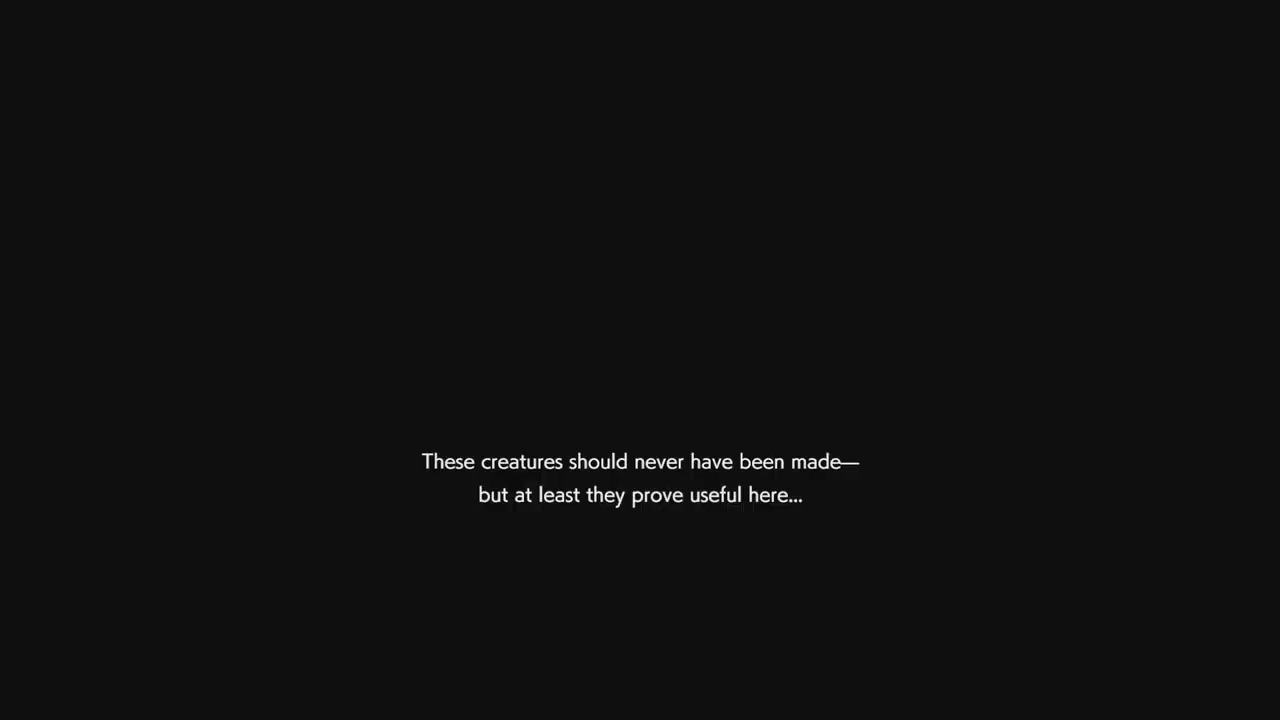 These creatures should never have been made—
but at least they prove useful here...